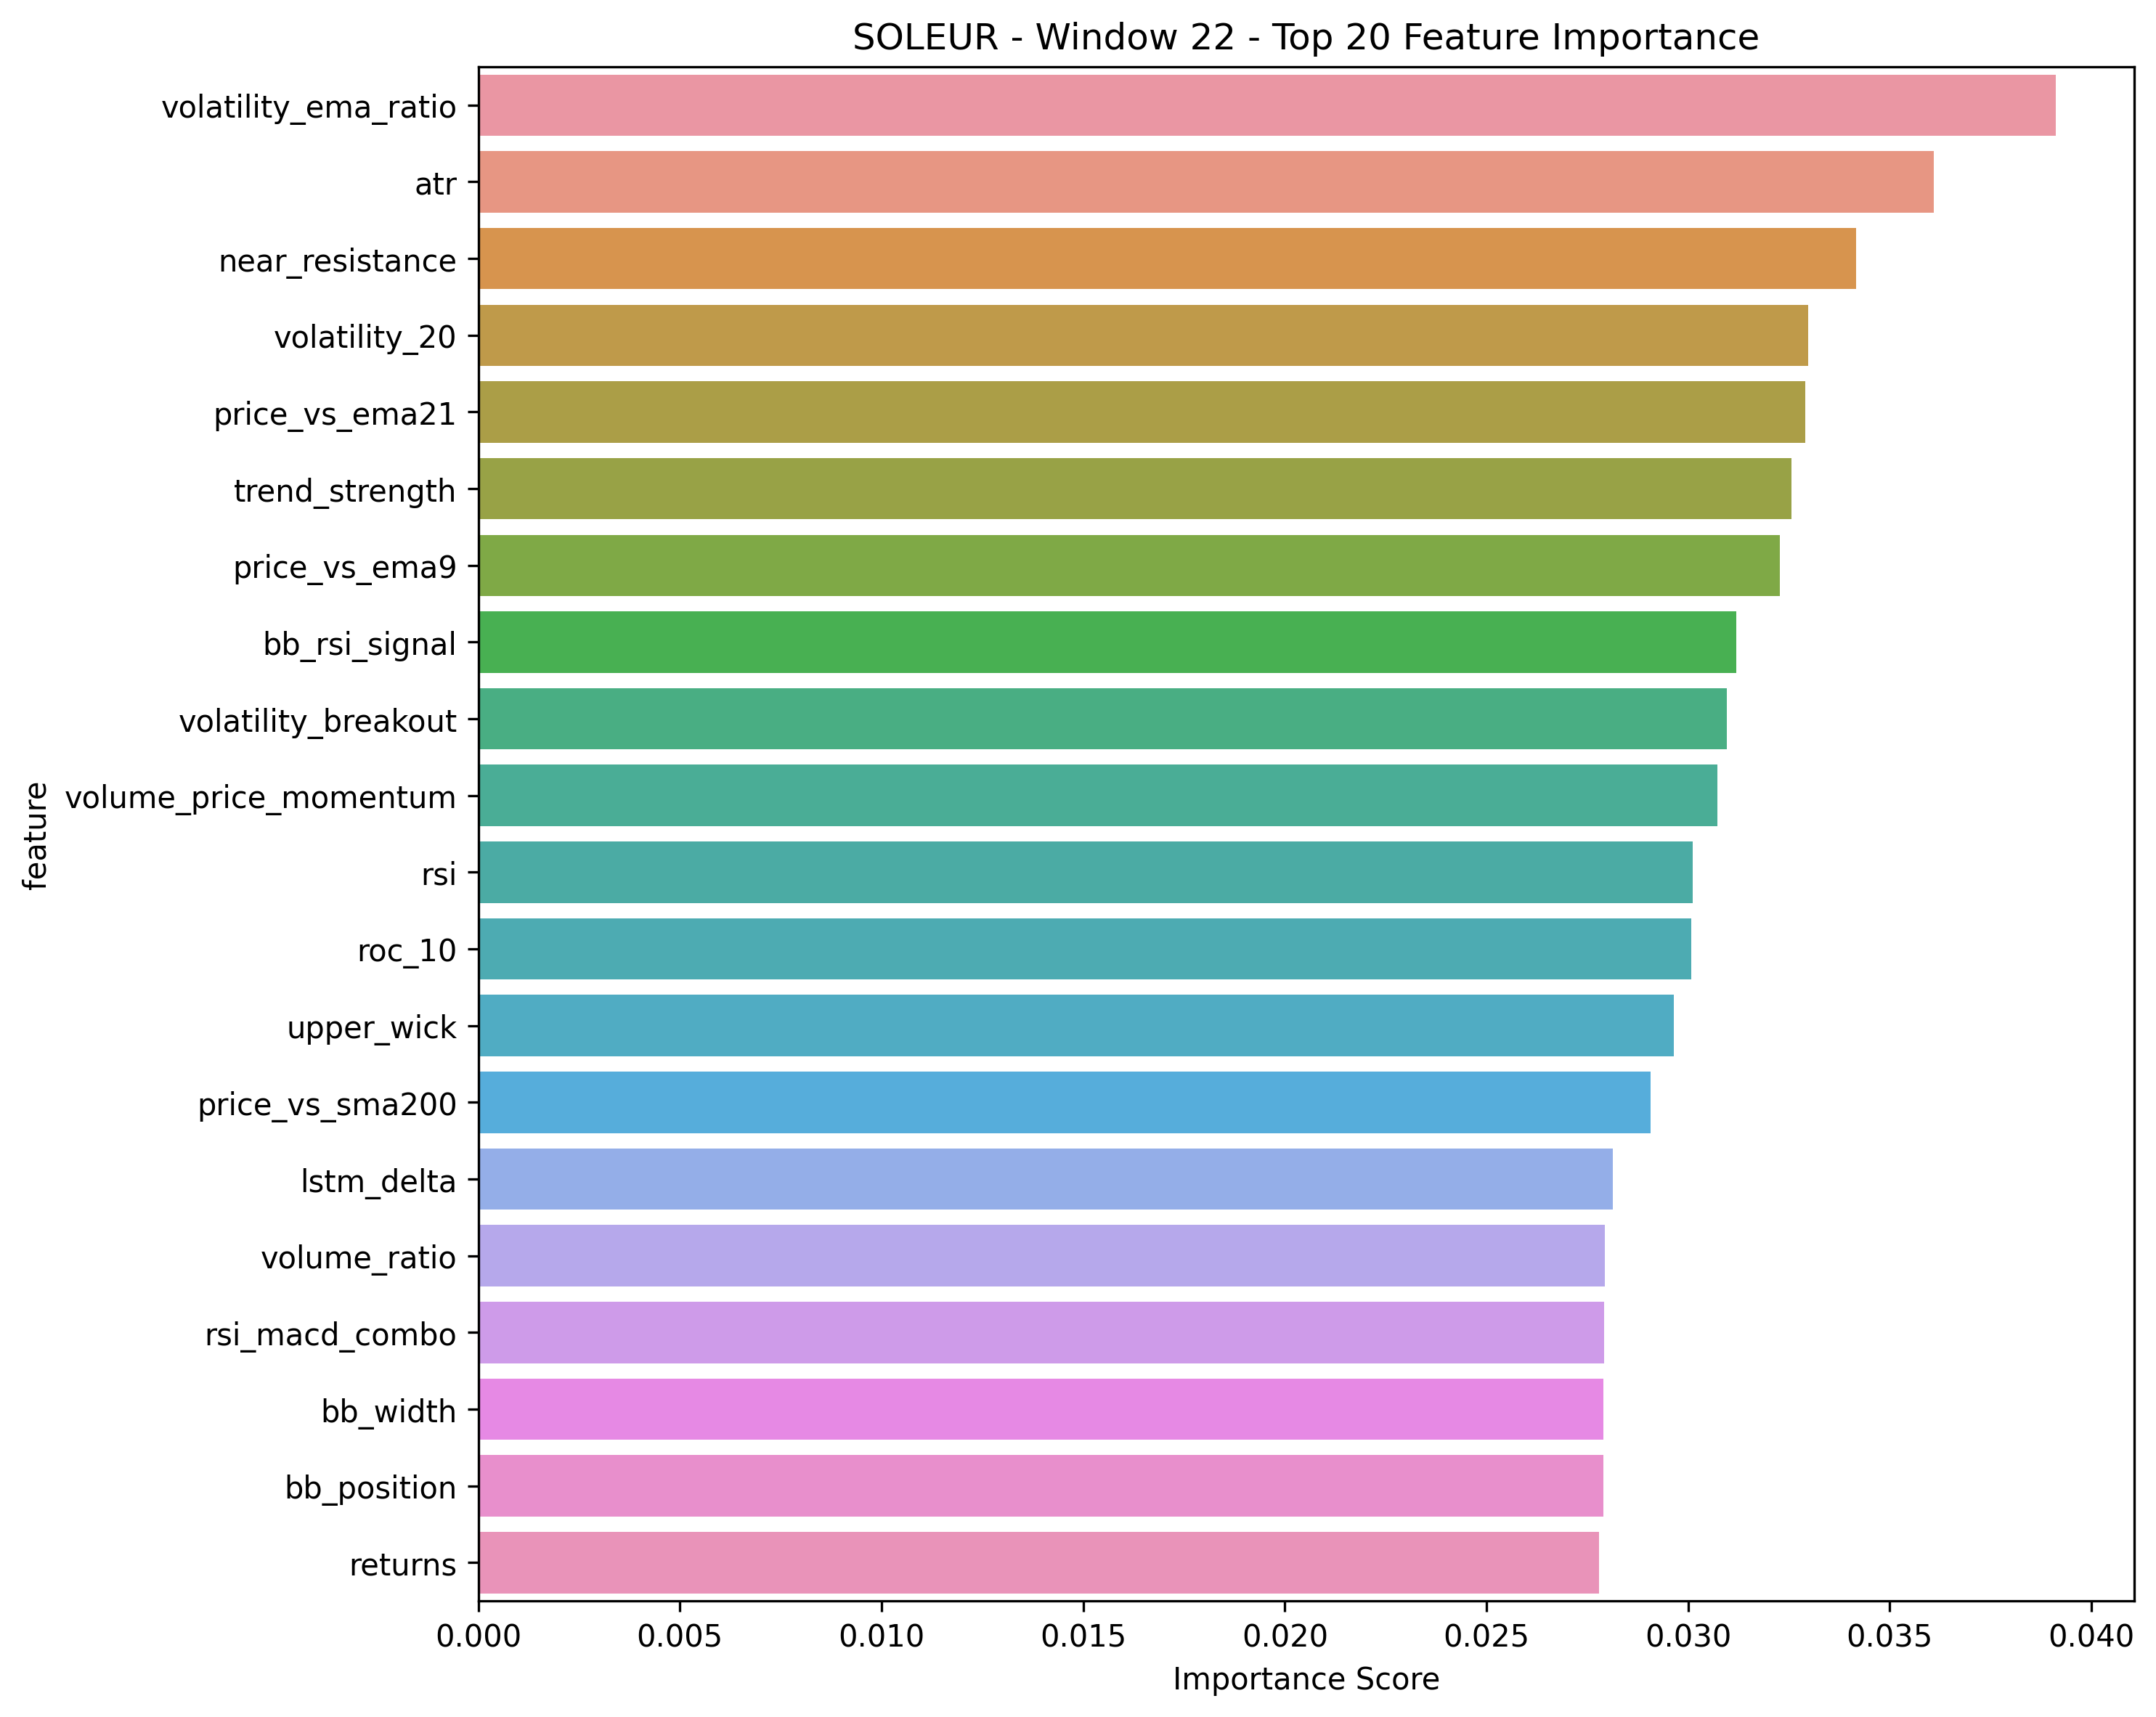 SOLEUR - Window 22 - Top 20 Feature Importance
volatility_ema_ratio
atr
near_resistance
volatility_20
price_vs_ema21
trend_strength
price_vs_ema9
bb_rsi_signal
volatility_breakout
volume_price_momentum
rsi
roc_10
upper_wick
price_vs_sma200
lstm_delta
volume_ratio
rsi_macd_combo
bb_width
bb_position
returns
feature
0.000 0.005 0.010 0.015 0.020 0.025 0.030 0.035 0.040
Importance Score